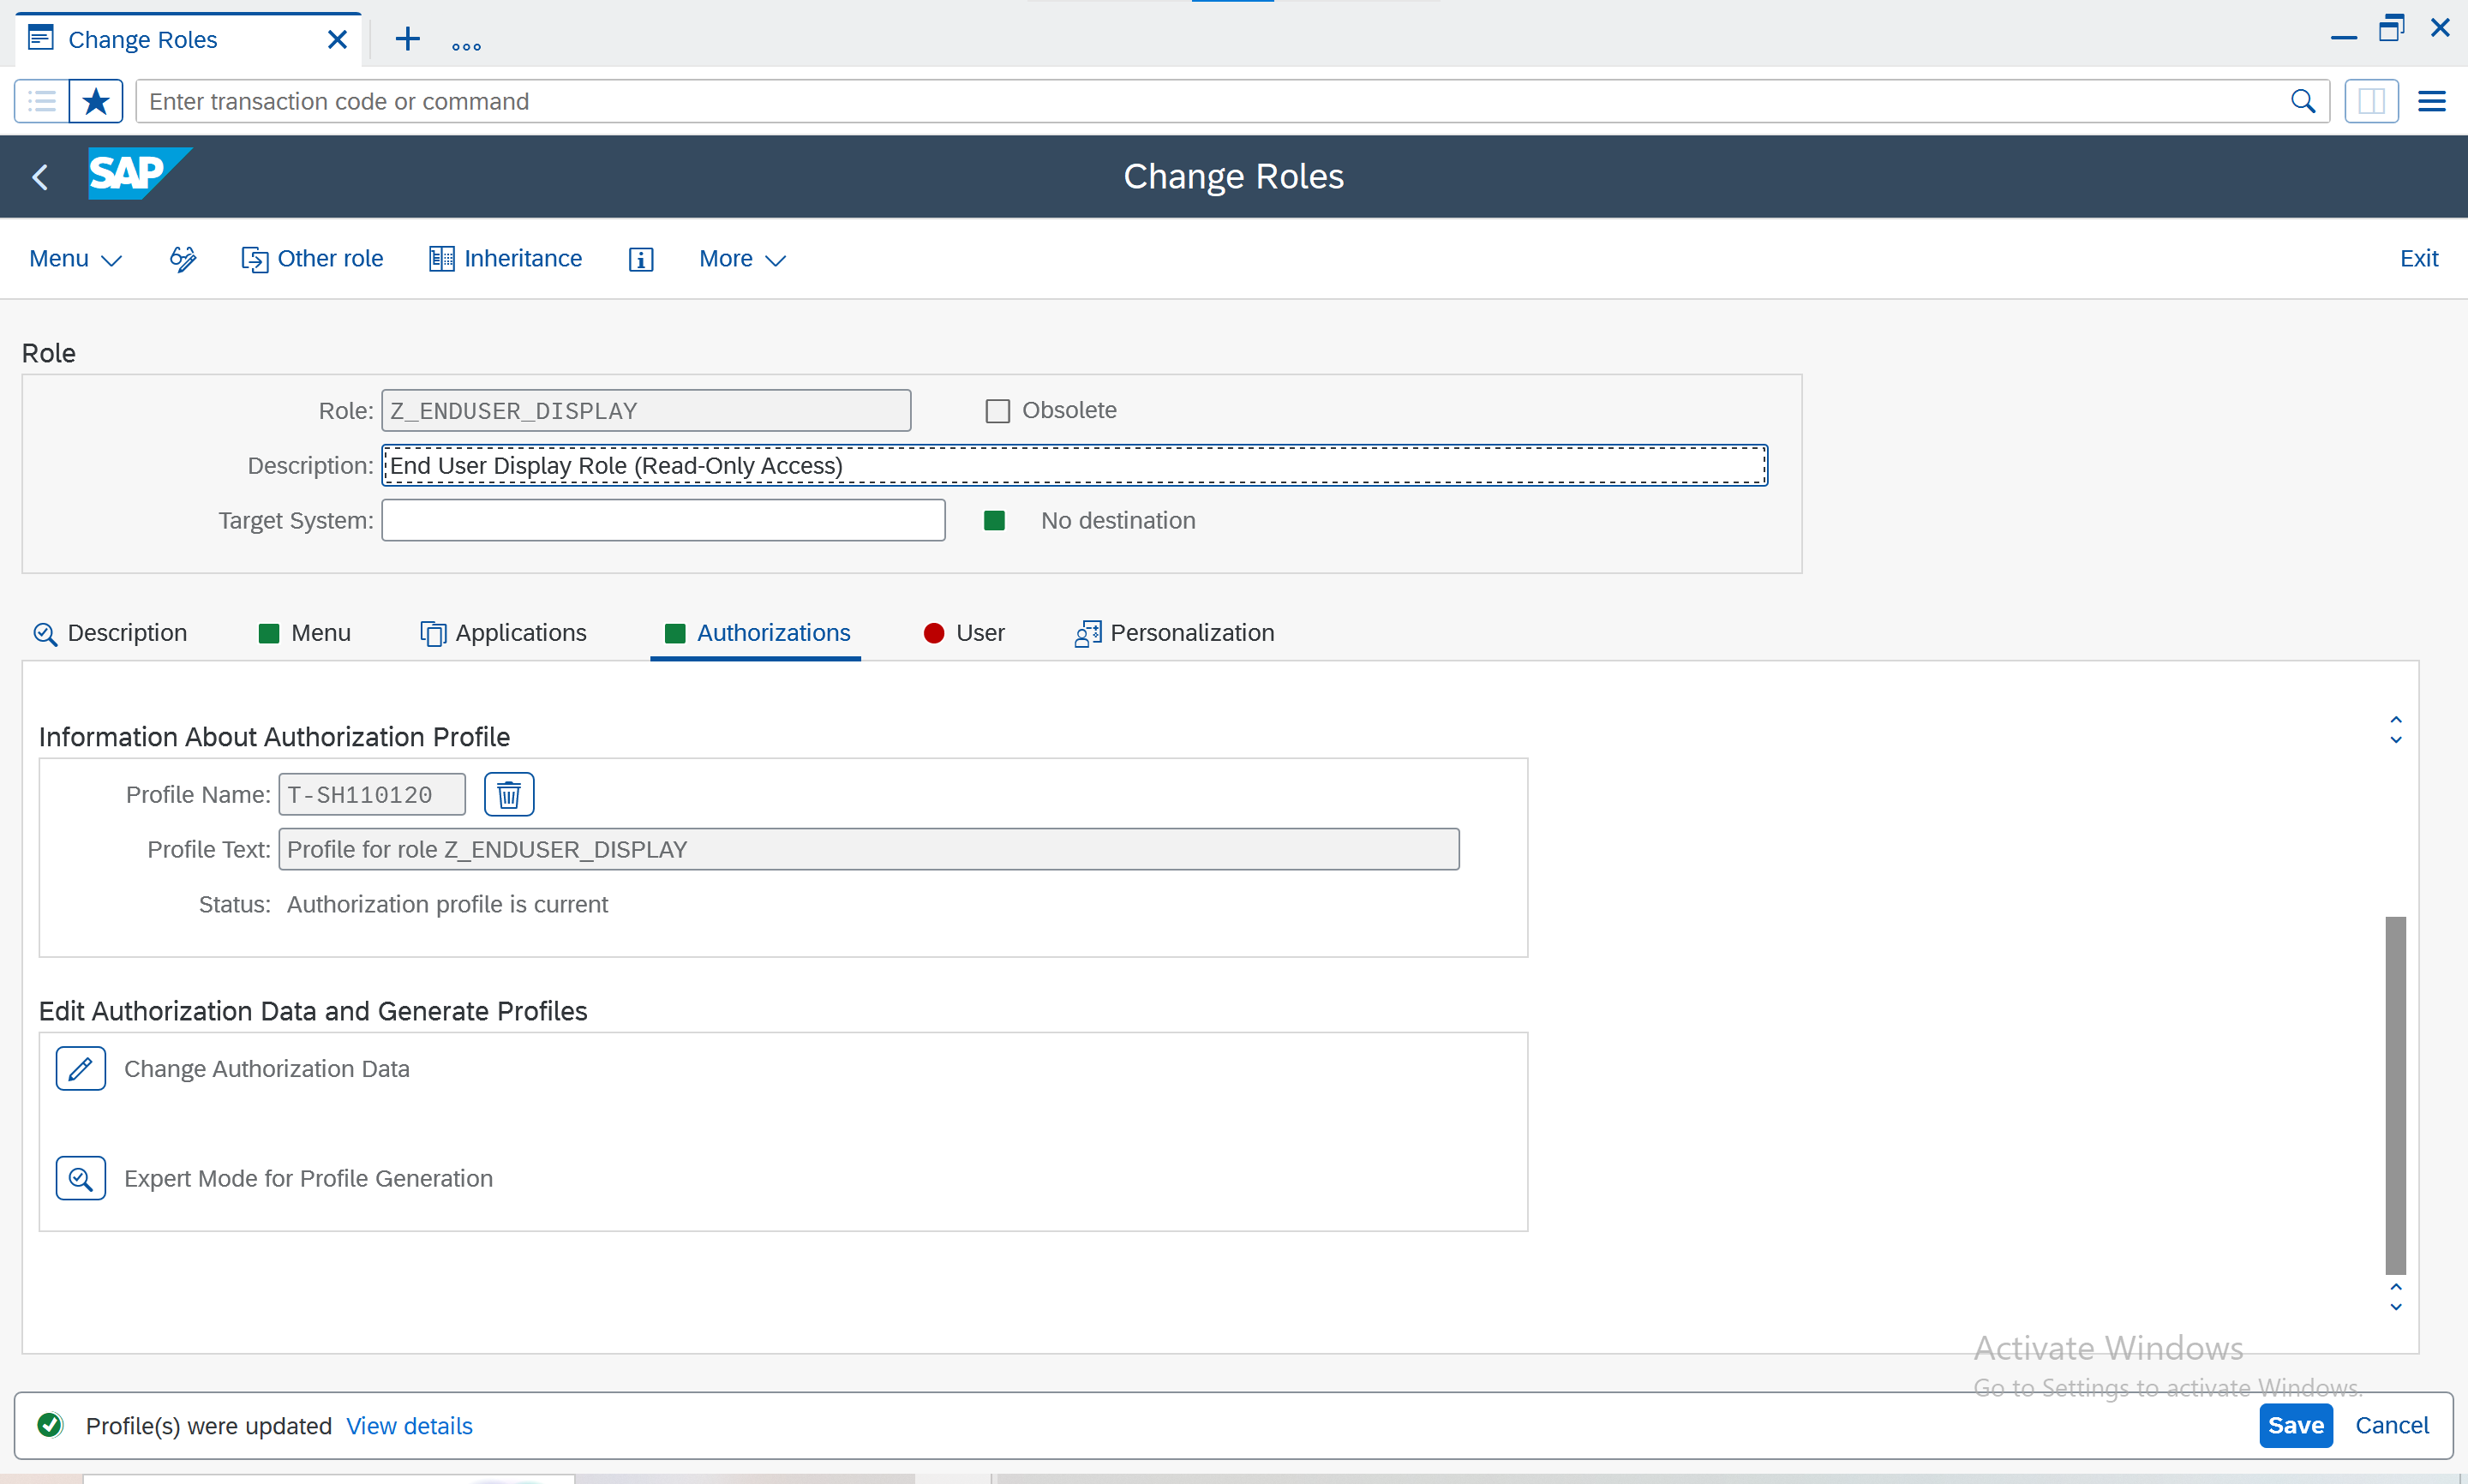 Change Roles
Enter transaction code or command
SAP
Change Roles
Menu Other role Inheritance More Exit
Role
Role: Z_ENDUSER_DISPLAY Obsolete
Description: End User Display Role (Read-Only Access)
Target System: No destination
Description Menu Applications Authorizations User Personalization
Information About Authorization Profile
Profile Name: T-SH110120
Profile Text: Profile for role Z_ENDUSER_DISPLAY
Status: Authorization profile is current
Edit Authorization Data and Generate Profiles
Change Authorization Data
Expert Mode for Profile Generation
Activate Windows
Go to Settings to activate Windows.
Profile(s) were updated View details Save Cancel